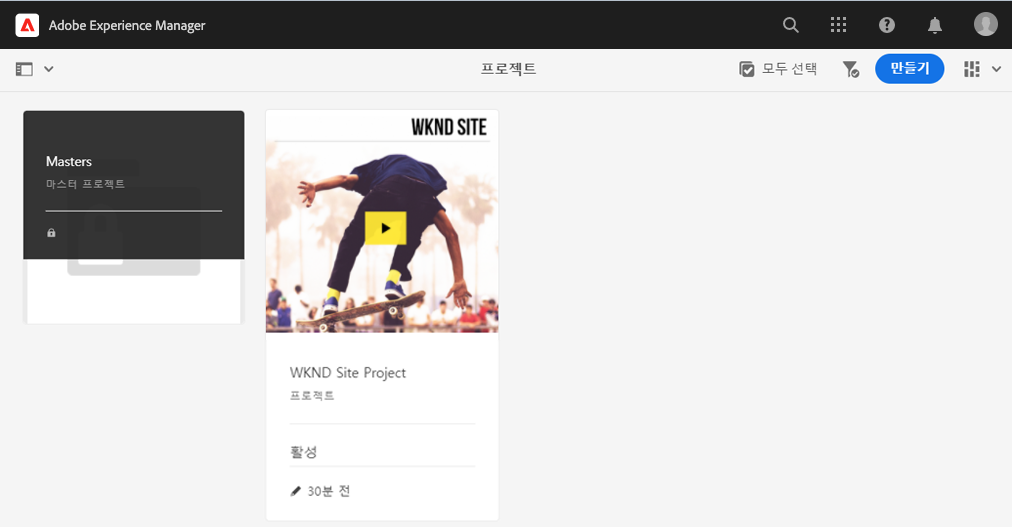 Adobe Experience Manager
프로젝트
모두 선택
만들기
Masters
마스터 프로젝트
WKND SITE
WKND Site Project
프로젝트
활성
30분 전